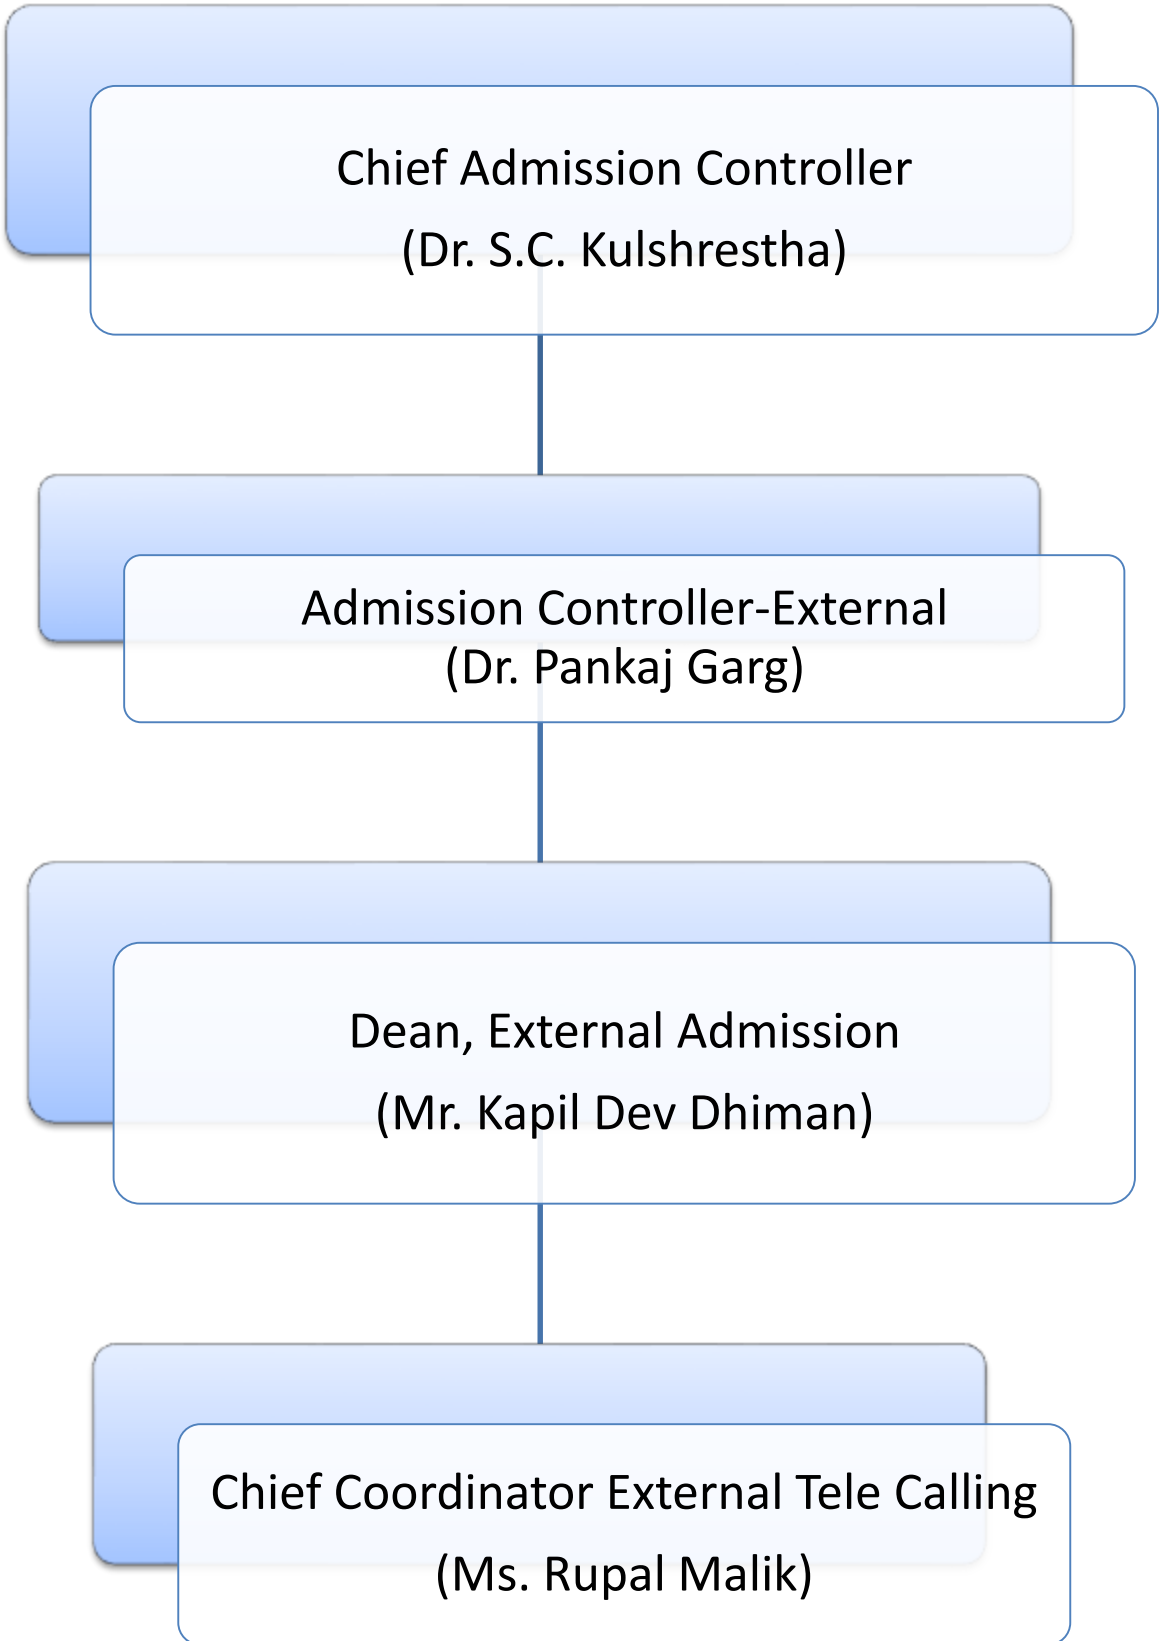 Chief Admission Controller
(Dr. S.C. Kulshrestha)
Admission Controller-External
(Dr. Pankaj Garg)
Dean, External Admission
(Mr. Kapil Dev Dhiman)
Chief Coordinator External Tele Calling
(Ms. Rupal Malik)